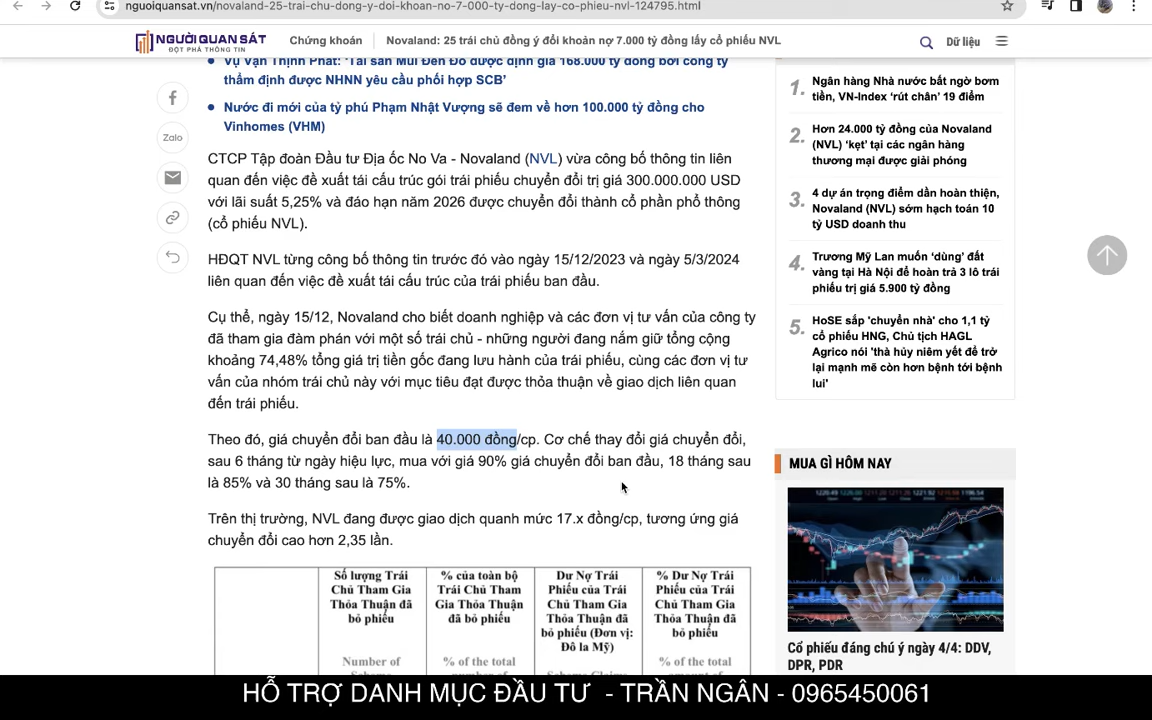 nguoiquansat.vn/novaland-25-trai-chu-dong-y-doi-khoan-no-7-000-ty-dong-lay-co-phieu-nvl-124795.html
NGƯỜI QUAN SÁT
ĐỘT PHÁ THÔNG TIN
Chứng khoán
Novaland: 25 trái chủ đồng ý đổi khoản nợ 7.000 tỷ đồng lấy cổ phiếu NVL
Dữ liệu
Vụ Vạn Thịnh Phát: ‘Tài sản Mũi Đèn Đỏ được định giá 168.000 tỷ đồng bởi công ty
thẩm định được NHNN yêu cầu phối hợp SCB’
Nước đi mới của tỷ phú Phạm Nhật Vượng sẽ đem về hơn 100.000 tỷ đồng cho
Vinhomes (VHM)
Zalo
CTCP Tập đoàn Đầu tư Địa ốc No Va - Novaland (NVL) vừa công bố thông tin liên
quan đến việc đề xuất tái cấu trúc gói trái phiếu chuyển đổi trị giá 300.000.000 USD
với lãi suất 5,25% và đáo hạn năm 2026 được chuyển đổi thành cổ phần phổ thông
(cổ phiếu NVL).
HĐQT NVL từng công bố thông tin trước đó vào ngày 15/12/2023 và ngày 5/3/2024
liên quan đến việc đề xuất tái cấu trúc của trái phiếu ban đầu.
Cụ thể, ngày 15/12, Novaland cho biết doanh nghiệp và các đơn vị tư vấn của công ty
đã tham gia đàm phán với một số trái chủ - những người đang nắm giữ tổng cộng
khoảng 74,48% tổng giá trị tiền gốc đang lưu hành của trái phiếu, cùng các đơn vị tư
vấn của nhóm trái chủ này với mục tiêu đạt được thỏa thuận về giao dịch liên quan
đến trái phiếu.
Theo đó, giá chuyển đổi ban đầu là 40.000 đồng/cp. Cơ chế thay đổi giá chuyển đổi,
sau 6 tháng từ ngày hiệu lực, mua với giá 90% giá chuyển đổi ban đầu, 18 tháng sau
là 85% và 30 tháng sau là 75%.
Trên thị trường, NVL đang được giao dịch quanh mức 17.x đồng/cp, tương ứng giá
chuyển đổi cao hơn 2,35 lần.
Số lượng Trái
Chủ Tham Gia
Thỏa Thuận đã
bỏ phiếu
Number of
% của toàn bộ
Trái Chủ Tham
Gia Thỏa Thuận
đã bỏ phiếu
% of the total
Dư Nợ Trái
Phiếu của Trái
Chủ Tham Gia
Thỏa Thuận đã
bỏ phiếu (Đơn vị:
Đô la Mỹ)
% Dư Nợ Trái
Phiếu của Trái
Chủ Tham Gia
Thỏa Thuận đã
bỏ phiếu
% of the total
1.
Ngân hàng Nhà nước bất ngờ bơm
tiền, VN-Index ‘rút chân’ 19 điểm
2.
Hơn 24.000 tỷ đồng của Novaland
(NVL) ‘kẹt’ tại các ngân hàng
thương mại được giải phóng
3.
4 dự án trọng điểm dần hoàn thiện,
Novaland (NVL) sớm hạch toán 10
tỷ USD doanh thu
4.
Trương Mỹ Lan muốn ‘dùng’ đất
vàng tại Hà Nội để hoàn trả 3 lô trái
phiếu trị giá 5.900 tỷ đồng
5.
HoSE sắp 'chuyển nhà' cho 1,1 tỷ
cổ phiếu HNG, Chủ tịch HAGL
Agrico nói 'thà hủy niêm yết để trở
lại mạnh mẽ còn hơn bệnh tới bệnh
lui'
MUA GÌ HÔM NAY
Cổ phiếu đáng chú ý ngày 4/4: DDV,
DPR, PDR
HỖ TRỢ DANH MỤC ĐẦU TƯ - TRẦN NGÂN - 0965450061